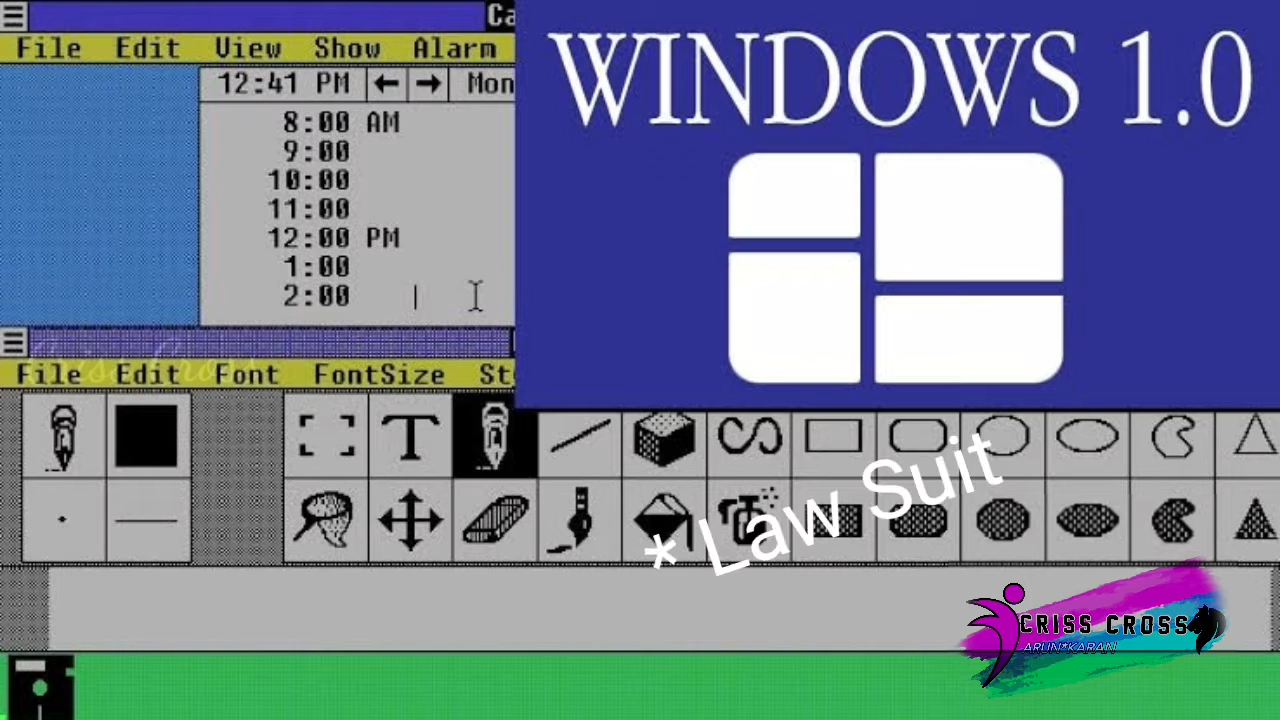 Ca
File Edit View Show Alarm
12:41 PM Mon
8:00 AM
9:00
10:00
11:00
12:00 PM
1:00
2:00
WINDOWS 1.0
Criss Cross
File Edit Font FontSize St
T
* Law Suit
CRISS CROSS
ARUN*KARAN